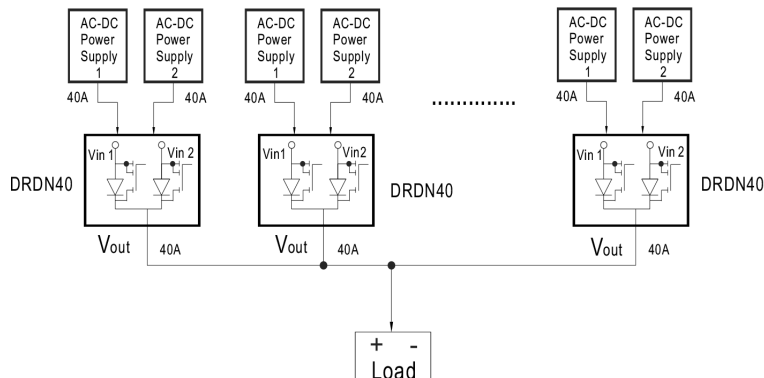 AC-DC
Power
Supply
1
AC-DC
Power
Supply
2
AC-DC
Power
Supply
1
AC-DC
Power
Supply
2
AC-DC
Power
Supply
1
AC-DC
Power
Supply
2
40A 40A 40A 40A 40A 40A
..............
Vin 1 Vin 2 Vin1 Vin2 Vin 1 Vin 2
DRDN40 DRDN40 DRDN40
Vout 40A Vout 40A Vout 40A
+ -
Load